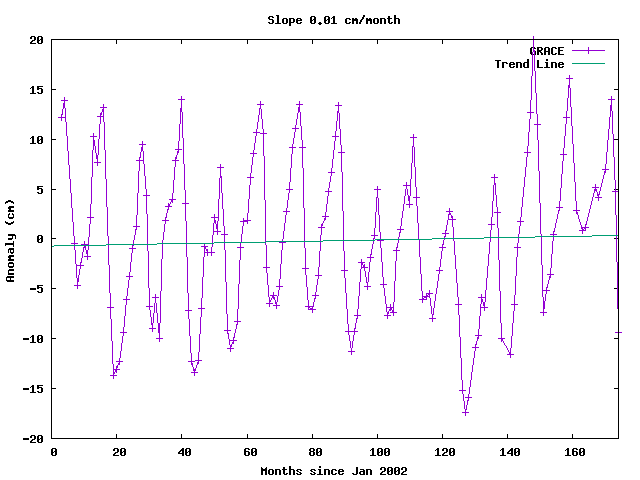 Slope 0.01 cm/month
GRACE
Trend Line
20
15
10
5
0
-5
-10
-15
-20
Anomaly (cm)
0 20 40 60 80 100 120 140 160
Months since Jan 2002